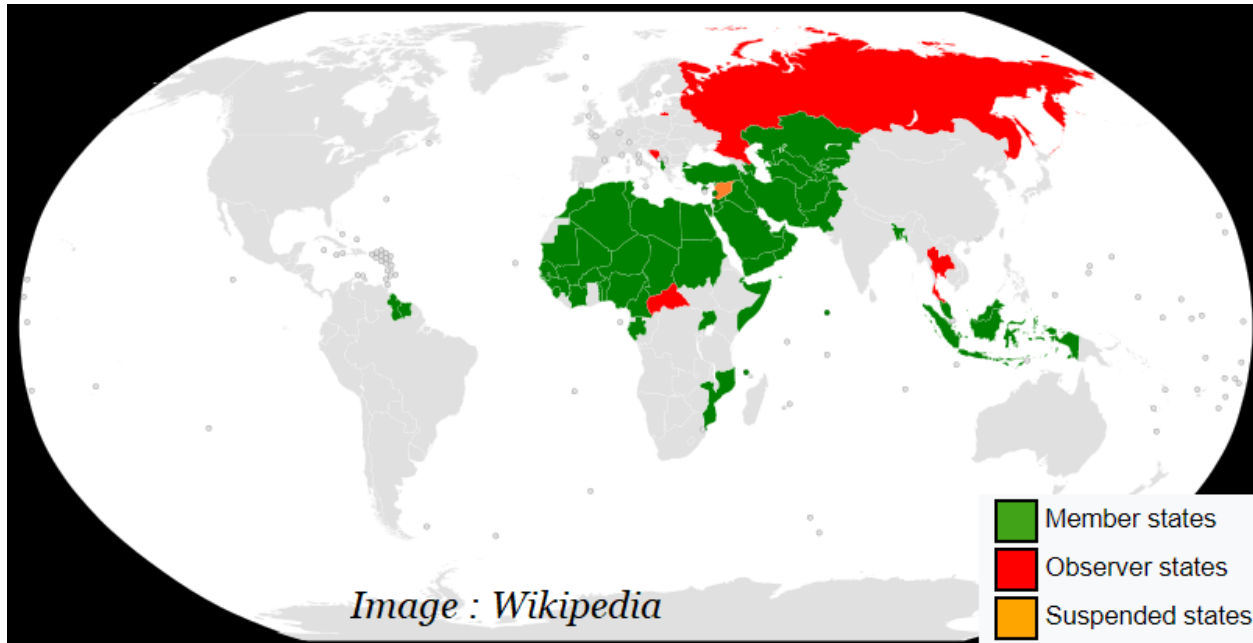 Member states
Observer states
Suspended states
Image : Wikipedia